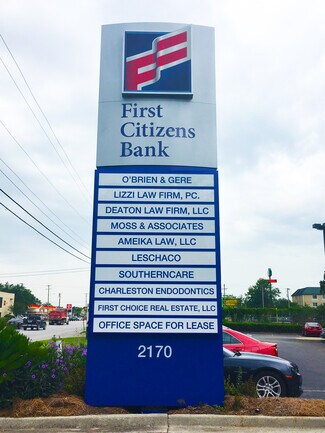 First
Citizens
Bank
O'BRIEN & GERE
LIZZI LAW FIRM, PC.
DEATON LAW FIRM, LLC
MOSS & ASSOCIATES
AMEIKA LAW, LLC
LESCHACO
SOUTHERNCARE
CHARLESTON ENDODONTICS
FIRST CHOICE REAL ESTATE, LLC
OFFICE SPACE FOR LEASE
2170